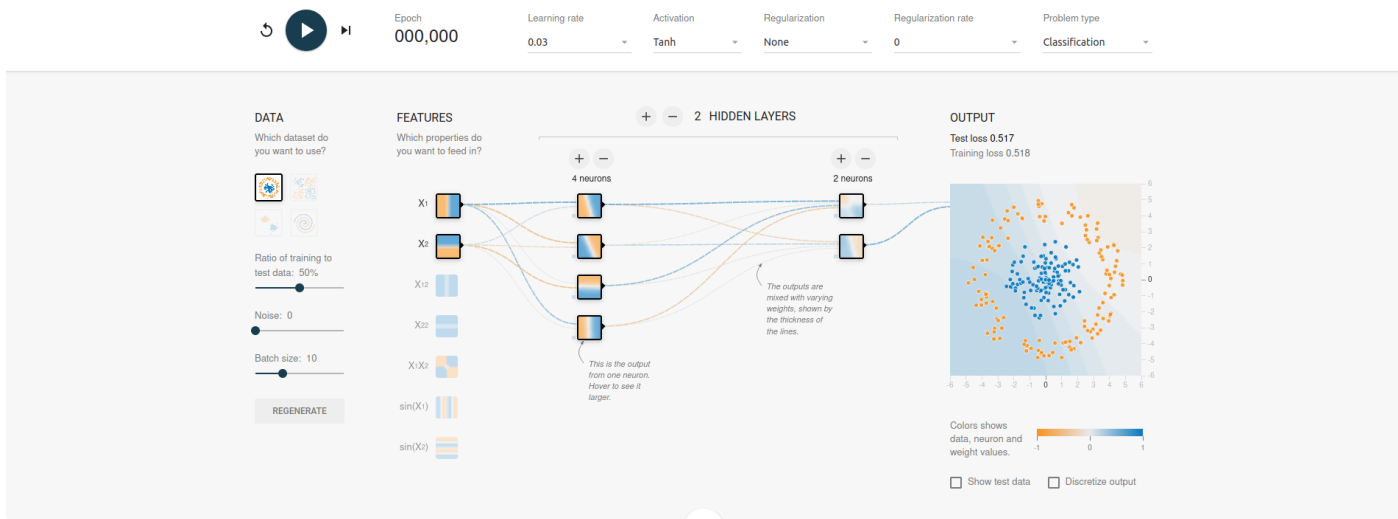 Epoch
000,000
Learning rate
0.03
Activation
Tanh
Regularization
None
Regularization rate
0
Problem type
Classification
DATA
Which dataset do
you want to use?
Ratio of training to
test data: 50%
Noise: 0
Batch size: 10
REGENERATE
FEATURES
Which properties do
you want to feed in?
X1
X2
X12
X22
X1X2
sin(X1)
sin(X2)
+ − 2 HIDDEN LAYERS
+ −
4 neurons
+ −
2 neurons
This is the output
from one neuron.
Hover to see it
larger.
The outputs are
mixed with varying
weights, shown by
the thickness of
the lines.
OUTPUT
Test loss 0.517
Training loss 0.518
6
5
4
3
2
1
0
-1
-2
-3
-4
-5
-6
-6 -5 -4 -3 -2 -1 0 1 2 3 4 5 6
Colors shows
data, neuron and
weight values.
-1 0 1
Show test data
Discretize output